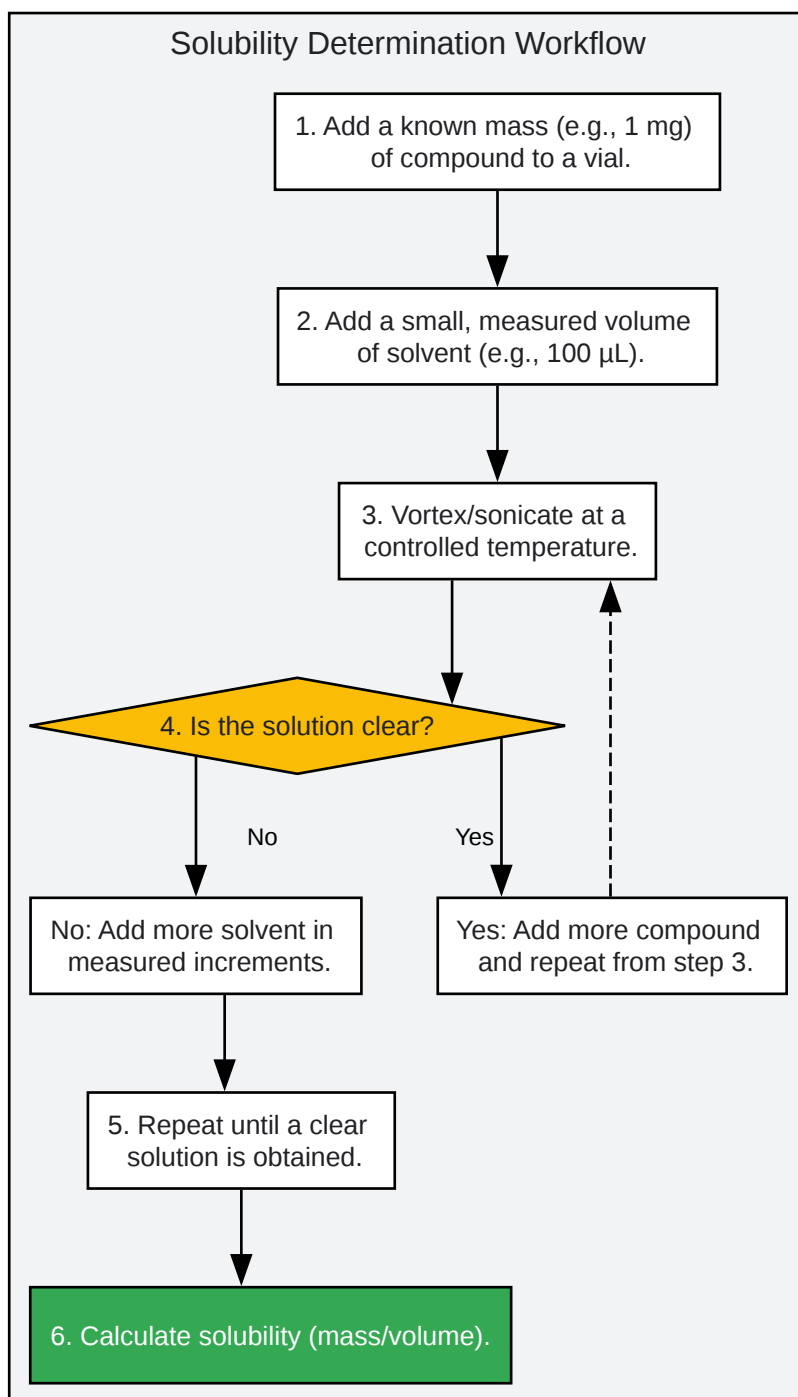 Solubility Determination Workflow
1. Add a known mass (e.g., 1 mg)
of compound to a vial.
2. Add a small, measured volume
of solvent (e.g., 100 µL).
3. Vortex/sonicate at a
controlled temperature.
4. Is the solution clear?
No
Yes
No: Add more solvent in
measured increments.
Yes: Add more compound
and repeat from step 3.
5. Repeat until a clear
solution is obtained.
6. Calculate solubility (mass/volume).